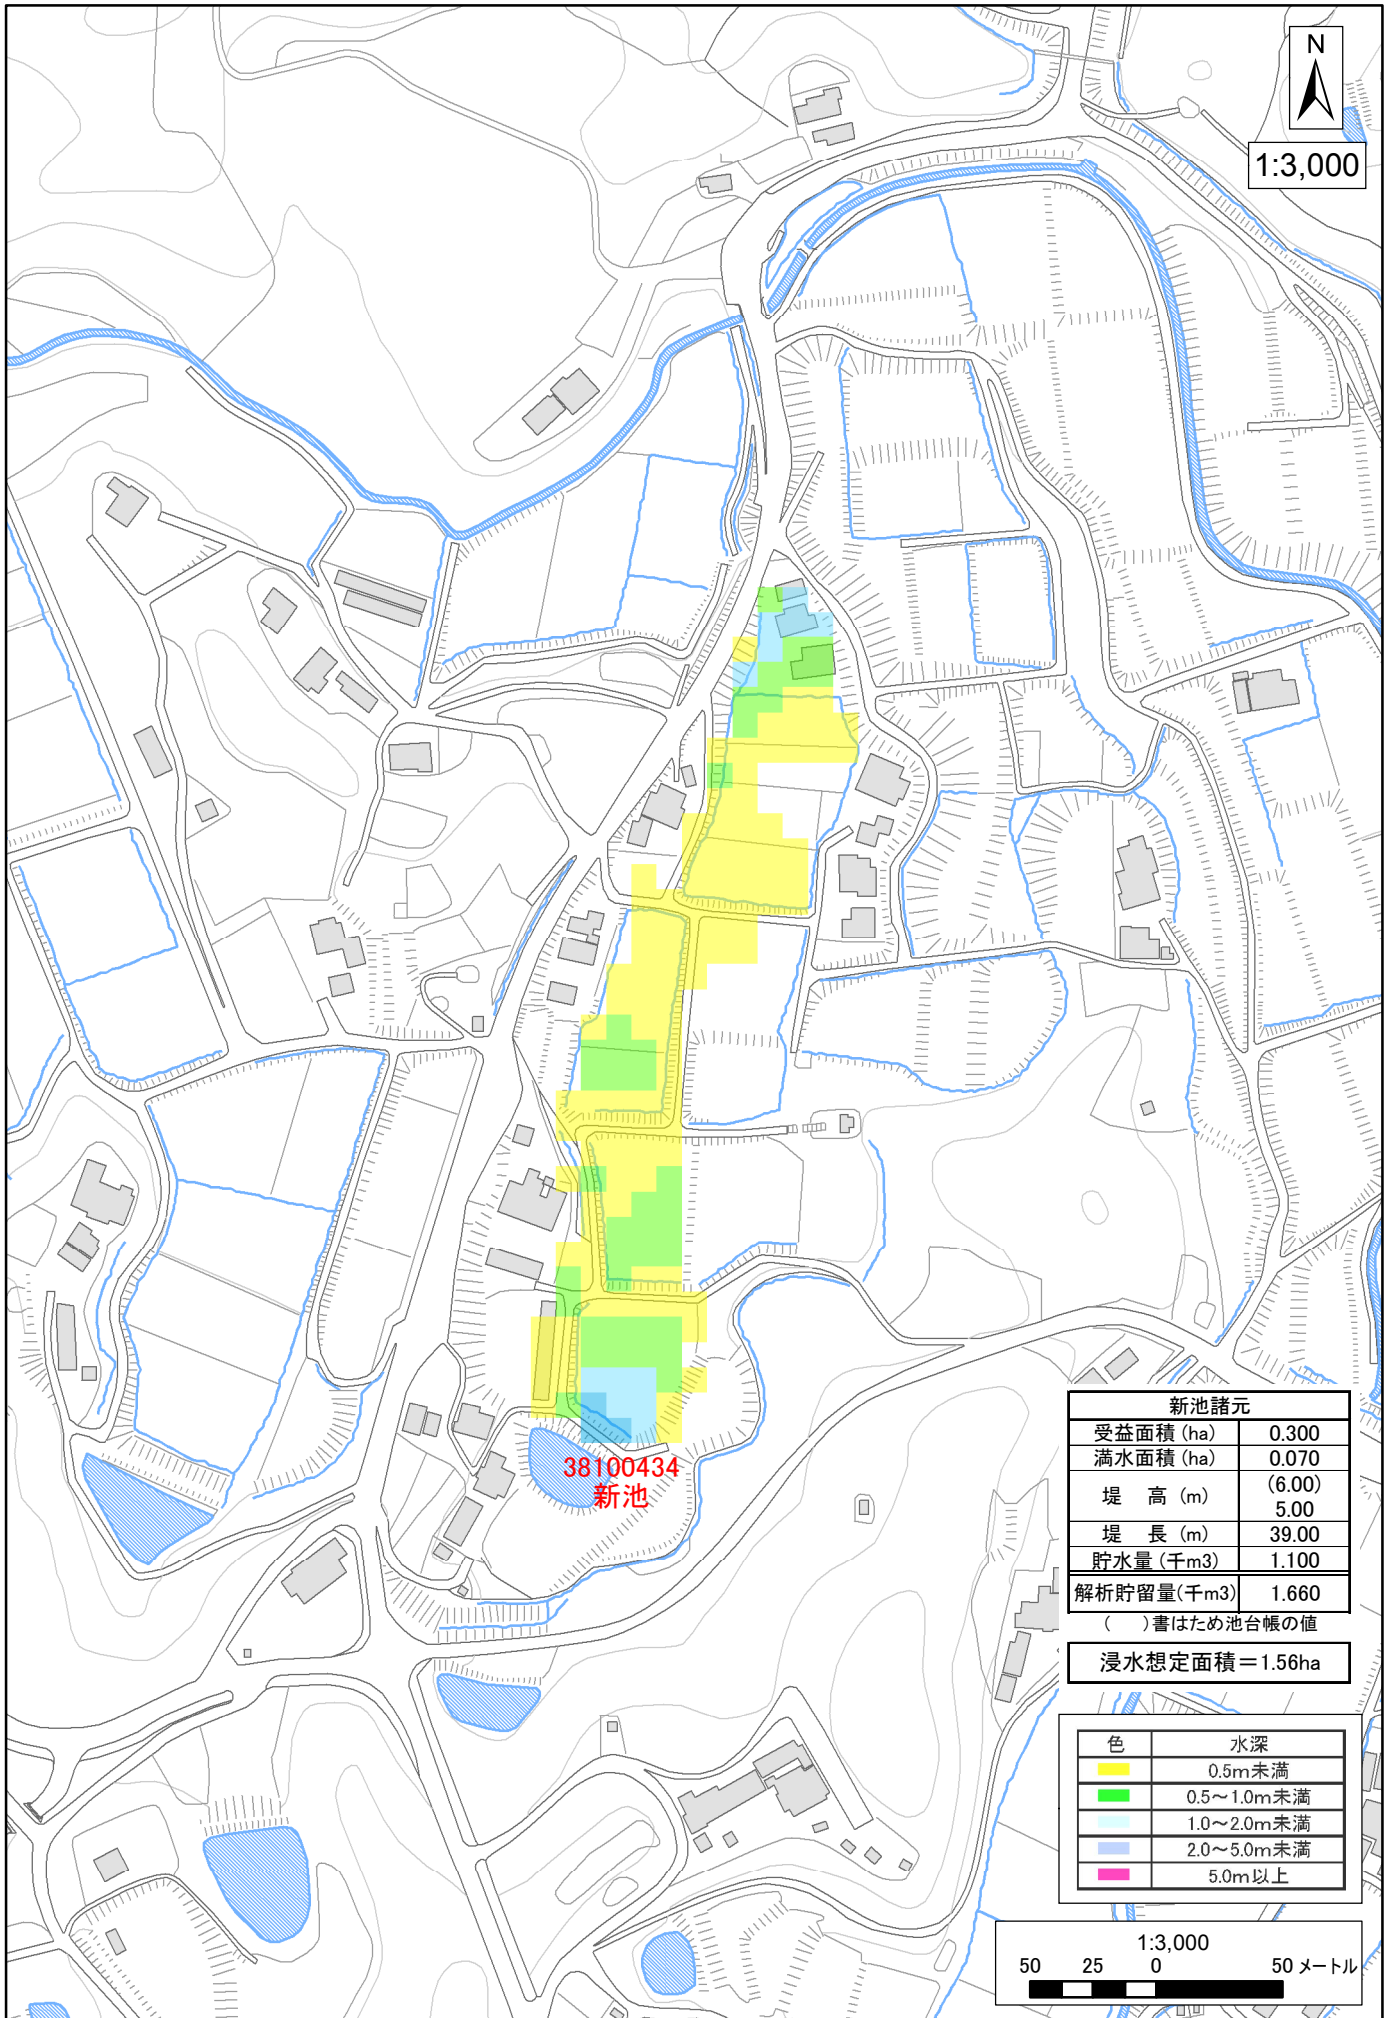 N
1:3,000
38100434
新池
新池諸元
受益面積(ha) 0.300
満水面積(ha) 0.070
堤 高(m) (6.00) 5.00
堤 長(m) 39.00
貯水量(千m3) 1.100
解析貯留量(千m3) 1.660
( )書はため池台帳の値
浸水想定面積=1.56ha
色 水深
0.5m未満
0.5～1.0m未満
1.0～2.0m未満
2.0～5.0m未満
5.0m以上
1:3,000
50 25 0 50 メートル